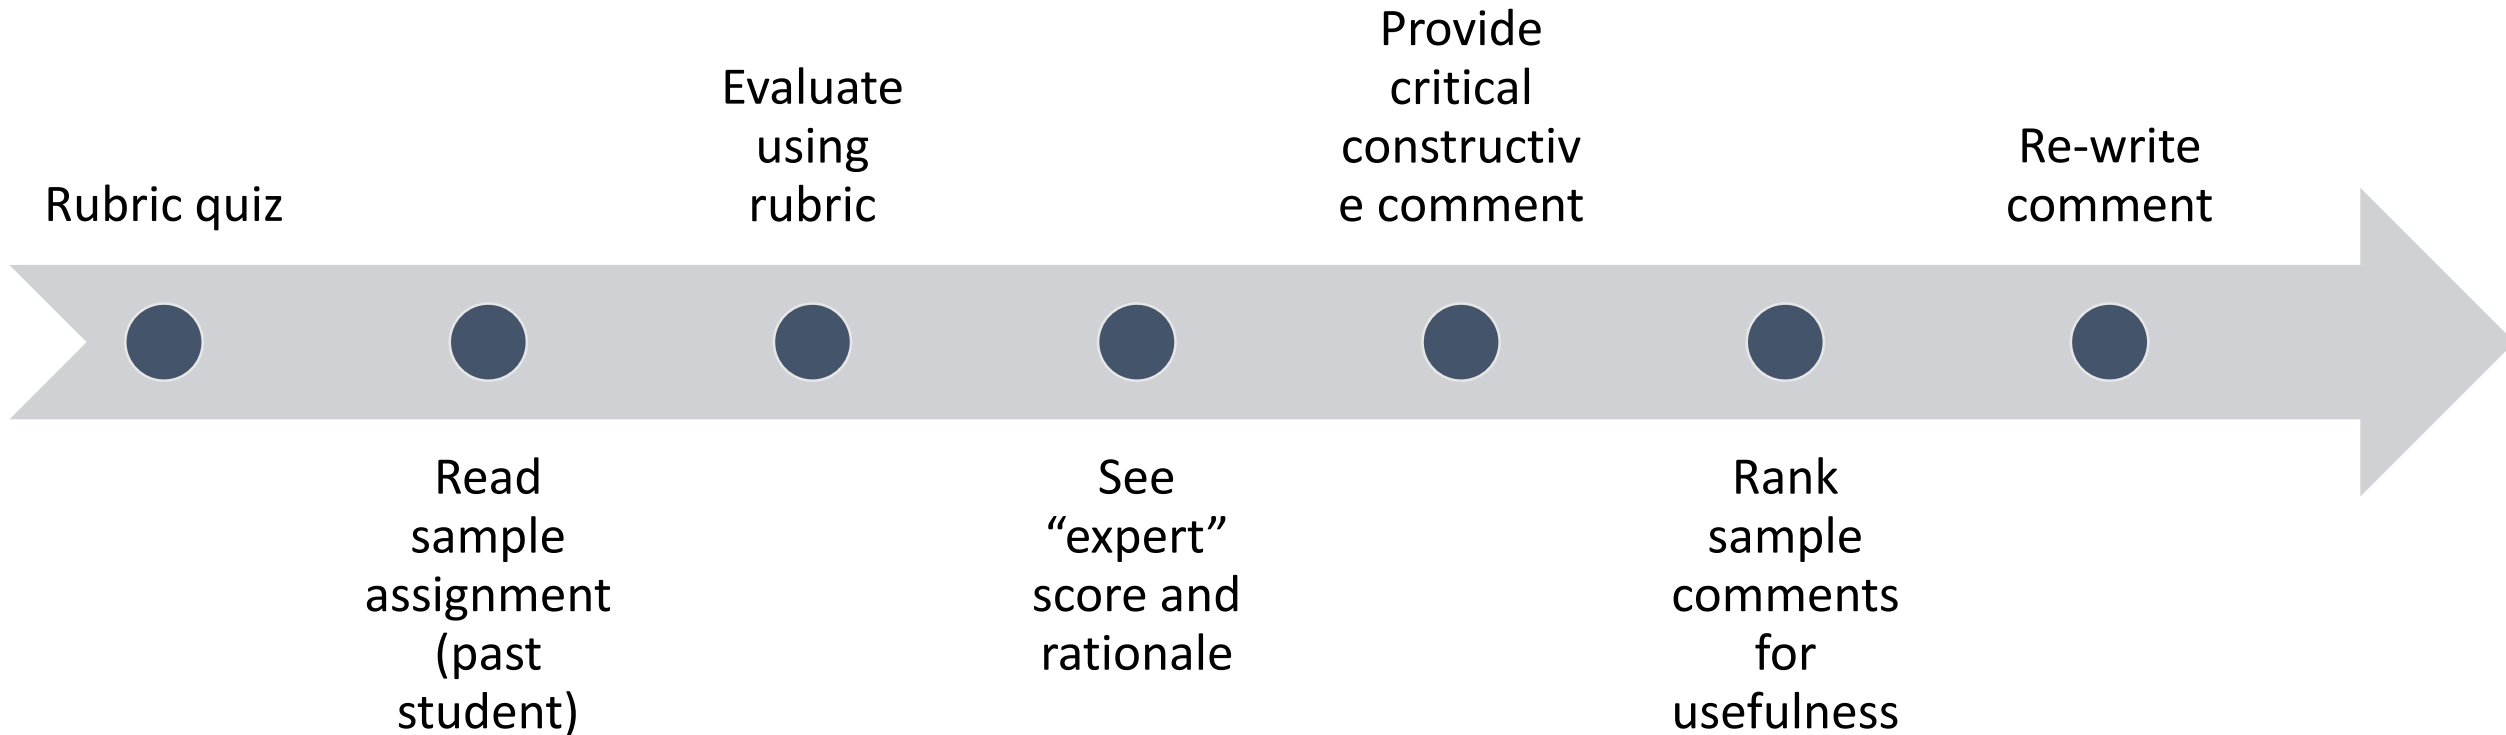 Rubric quiz
Read
sample
assignment
(past
student)
Evaluate
using
rubric
See
“expert”
score and
rationale
Provide
critical
constructiv
e comment
Rank
sample
comments
for
usefulness
Re-write
comment